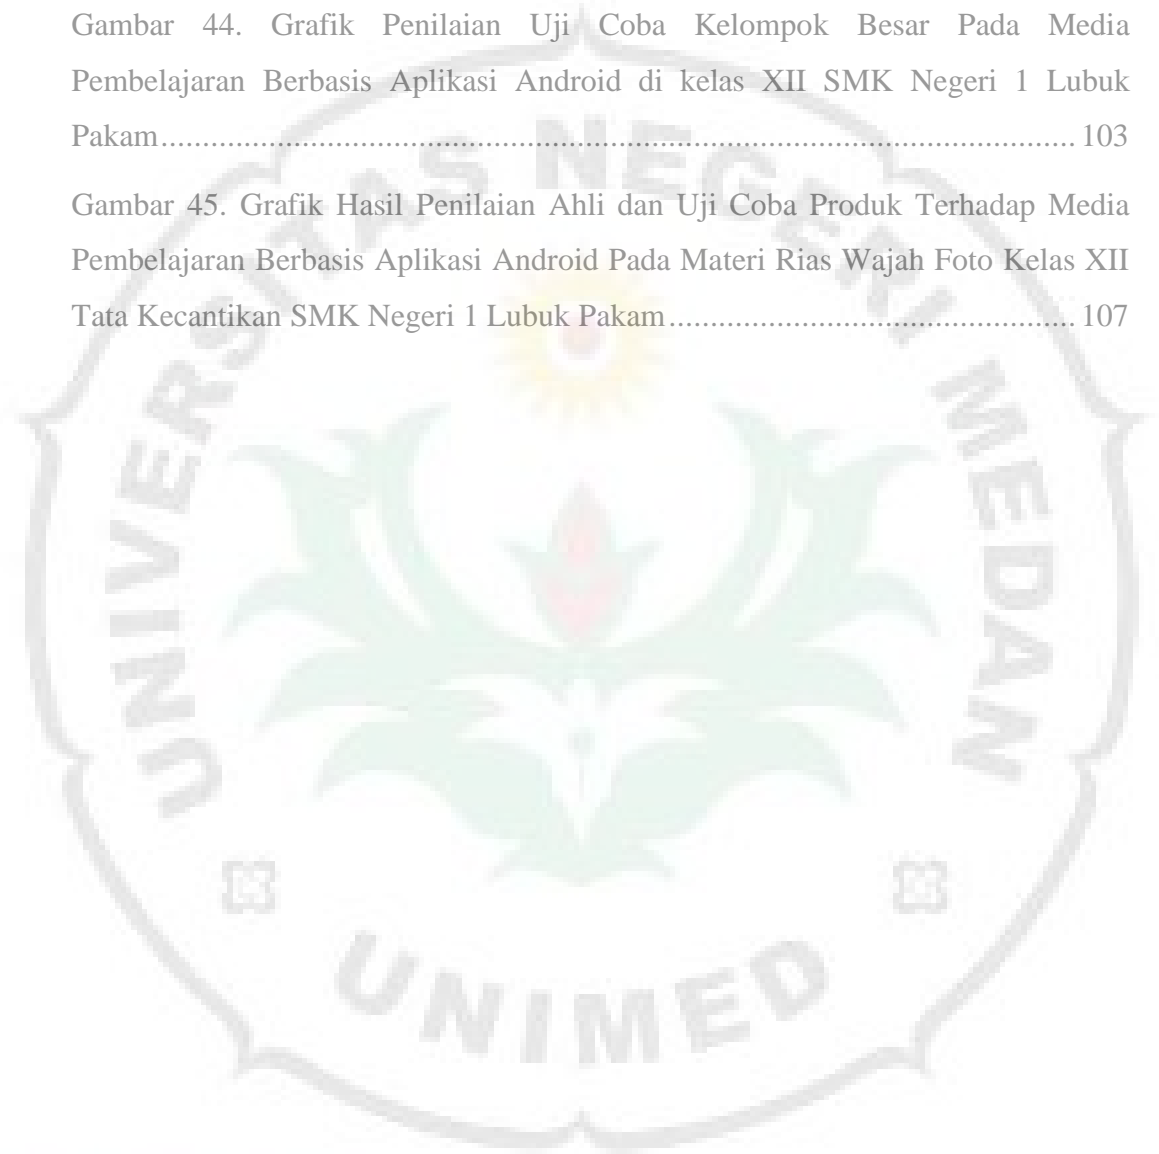 Gambar 44. Grafik Penilaian Uji Coba Kelompok Besar Pada Media
Pembelajaran Berbasis Aplikasi Android di kelas XII SMK Negeri 1 Lubuk
Pakam................................................................................................................ 103
Gambar 45. Grafik Hasil Penilaian Ahli dan Uji Coba Produk Terhadap Media
Pembelajaran Berbasis Aplikasi Android Pada Materi Rias Wajah Foto Kelas XII
Tata Kecantikan SMK Negeri 1 Lubuk Pakam.................................................. 107
UNIVERSITAS NEGERI MEDAN
UNIMED